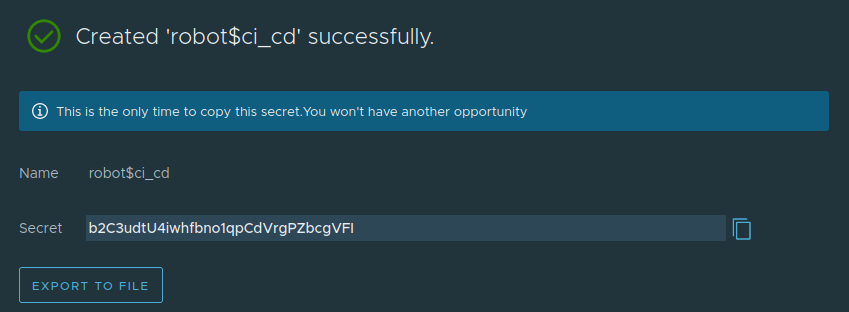 Created 'robot$ci_cd' successfully.
This is the only time to copy this secret.You won't have another opportunity
Name robot$ci_cd
Secret b2C3udtU4iwhfbno1qpCdVrgPZbcgVFI
EXPORT TO FILE